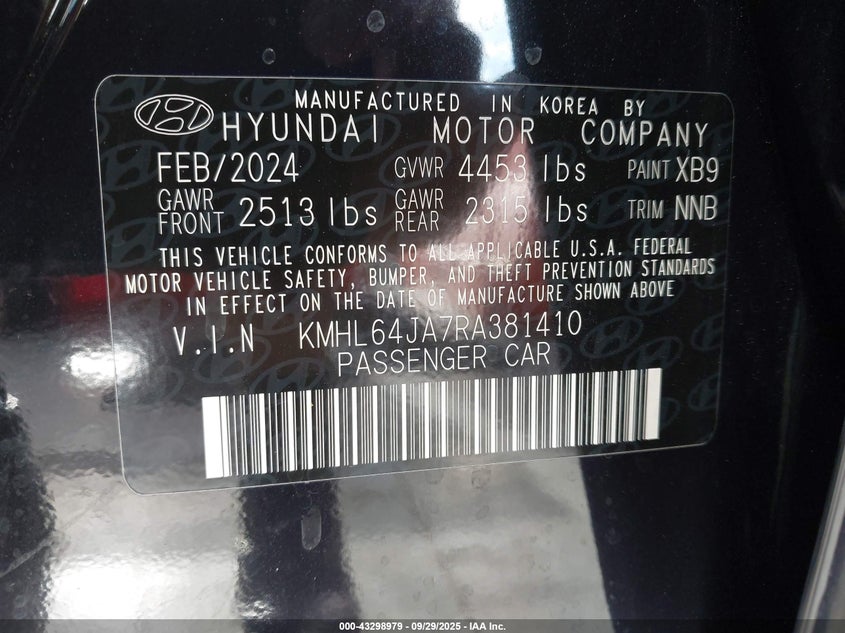 MANUFACTURED IN KOREA BY
HYUNDAI MOTOR COMPANY
FEB/2024 GVWR 4453 lbs PAINT XB9
GAWR FRONT 2513 lbs GAWR REAR 2315 lbs TRIM NNB
THIS VEHICLE CONFORMS TO ALL APPLICABLE U.S.A. FEDERAL
MOTOR VEHICLE SAFETY, BUMPER, AND THEFT PREVENTION STANDARDS
IN EFFECT ON THE DATE OF MANUFACTURE SHOWN ABOVE
V.I.N KMHL64JA7RA381410
PASSENGER CAR
000-43298979 / 09/29/2025 - IAA Inc.